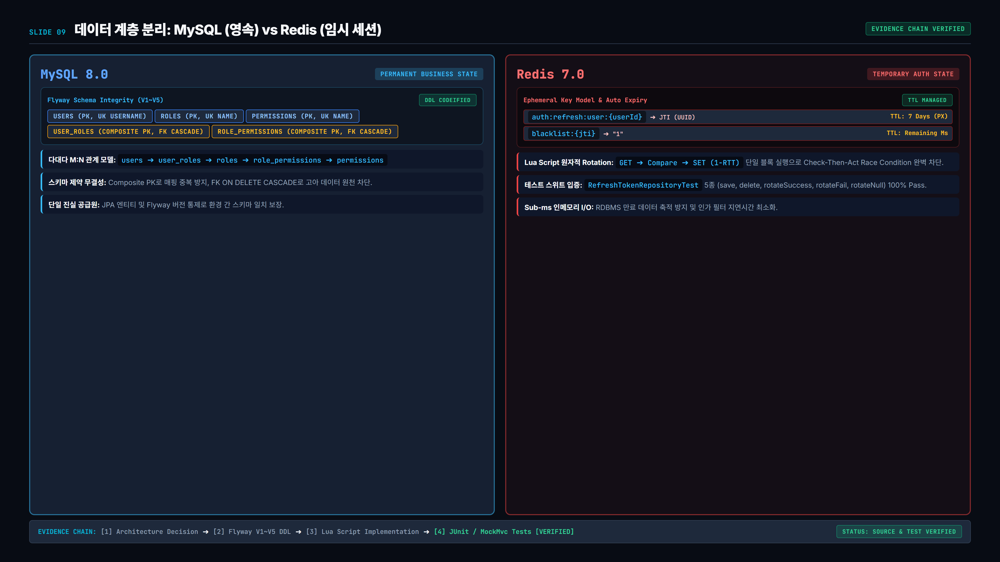 SLIDE 09 데이터 계층 분리: MySQL (영속) vs Redis (임시 세션)
EVIDENCE CHAIN VERIFIED
MySQL 8.0
PERMANENT BUSINESS STATE
Flyway Schema Integrity (V1~V5)
DDL CODEIFIED
USERS (PK, UK USERNAME) ROLES (PK, UK NAME) PERMISSIONS (PK, UK NAME)
USER_ROLES (COMPOSITE PK, FK CASCADE) ROLE_PERMISSIONS (COMPOSITE PK, FK CASCADE)
다대다 M:N 관계 모델: users → user_roles → roles → role_permissions → permissions
스키마 제약 무결성: Composite PK로 매핑 중복 방지, FK ON DELETE CASCADE로 고아 데이터 원천 차단.
단일 진실 공급원: JPA 엔티티 및 Flyway 버전 통제로 환경 간 스키마 일치 보장.
Redis 7.0
TEMPORARY AUTH STATE
Ephemeral Key Model & Auto Expiry
TTL MANAGED
auth:refresh:user:{userId} → JTI (UUID) TTL: 7 Days (PX)
blacklist:{jti} → "1" TTL: Remaining Ms
Lua Script 원자적 Rotation: GET → Compare → SET (1-RTT) 단일 블록 실행으로 Check-Then-Act Race Condition 완벽 차단.
테스트 스위트 입증: RefreshTokenRepositoryTest 5종 (save, delete, rotateSuccess, rotateFail, rotateNull) 100% Pass.
Sub-ms 인메모리 I/O: RDBMS 만료 데이터 축적 방지 및 인가 필터 지연시간 최소화.
EVIDENCE CHAIN: [1] Architecture Decision → [2] Flyway V1~V5 DDL → [3] Lua Script Implementation → [4] JUnit / MockMvc Tests [VERIFIED]
STATUS: SOURCE & TEST VERIFIED